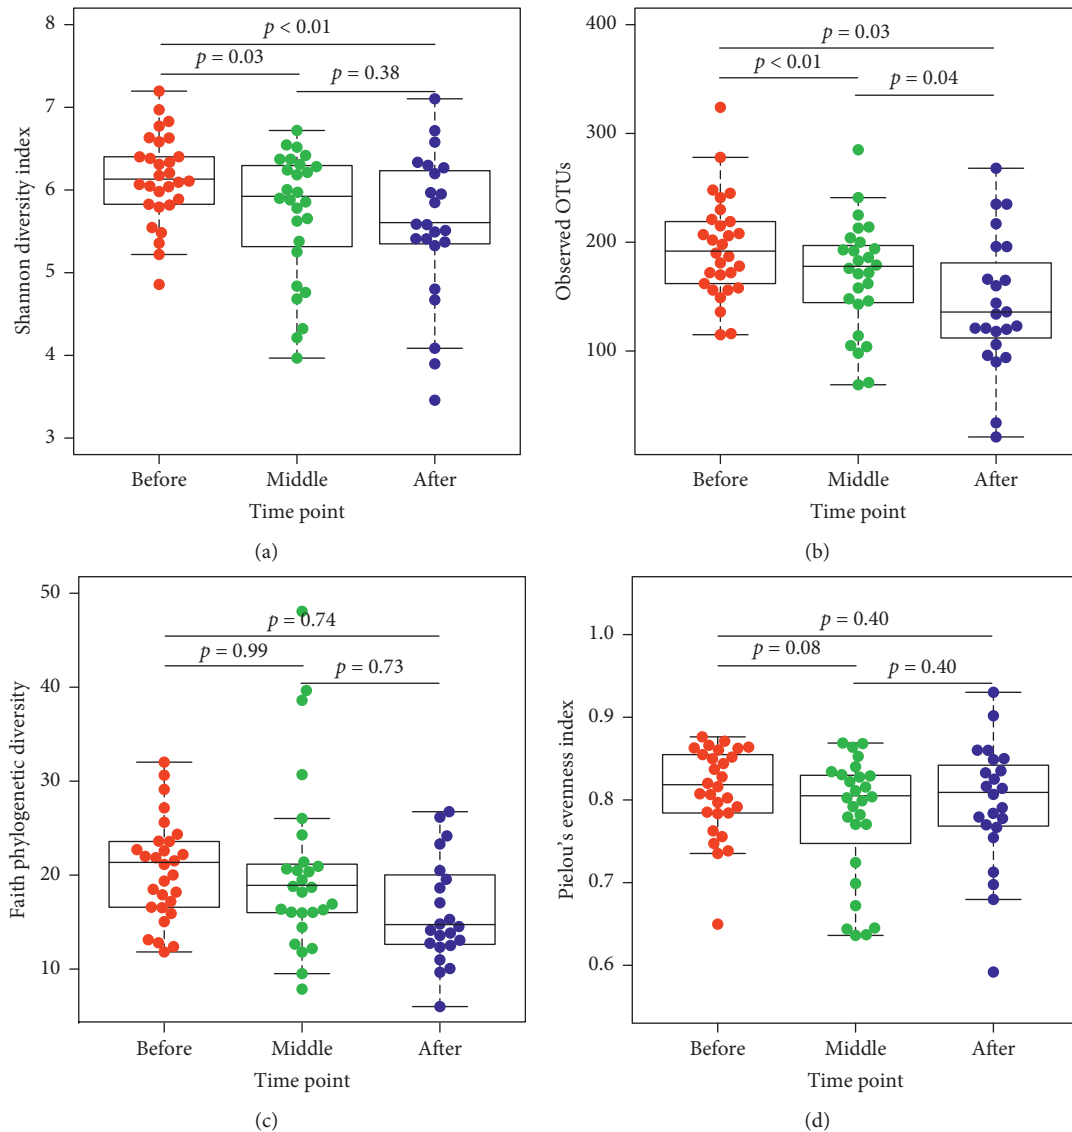 8
7
6
5
4
3
Shannon diversity index
p < 0.01
p = 0.03
p = 0.38
Before Middle After
Time point
(a)
400
300
200
100
Observed OTUs
p = 0.03
p < 0.01
p = 0.04
Before Middle After
Time point
(b)
50
40
30
20
10
Faith phylogenetic diversity
p = 0.74
p = 0.99
p = 0.73
Before Middle After
Time point
(c)
1.0
0.9
0.8
0.7
0.6
Pielou's evenness index
p = 0.40
p = 0.08
p = 0.40
Before Middle After
Time point
(d)